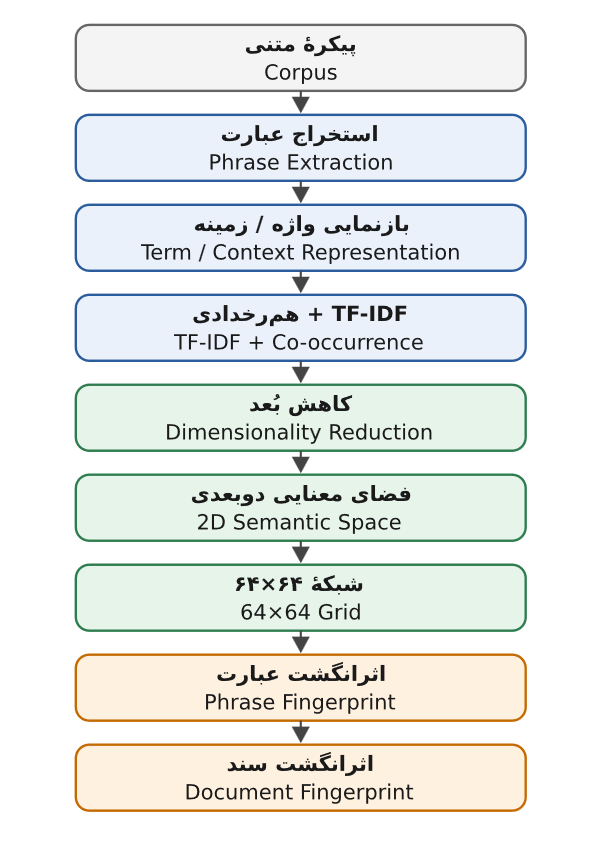 پیکرهٔ متنی
Corpus
استخراج عبارت
Phrase Extraction
بازنمایی واژه / زمینه
Term / Context Representation
TF-IDF + هم‌رخدادی
TF-IDF + Co-occurrence
کاهش بُعد
Dimensionality Reduction
فضای معنایی دوبعدی
2D Semantic Space
شبکهٔ ۶۴×۶۴
64×64 Grid
اثرانگشت عبارت
Phrase Fingerprint
اثرانگشت سند
Document Fingerprint